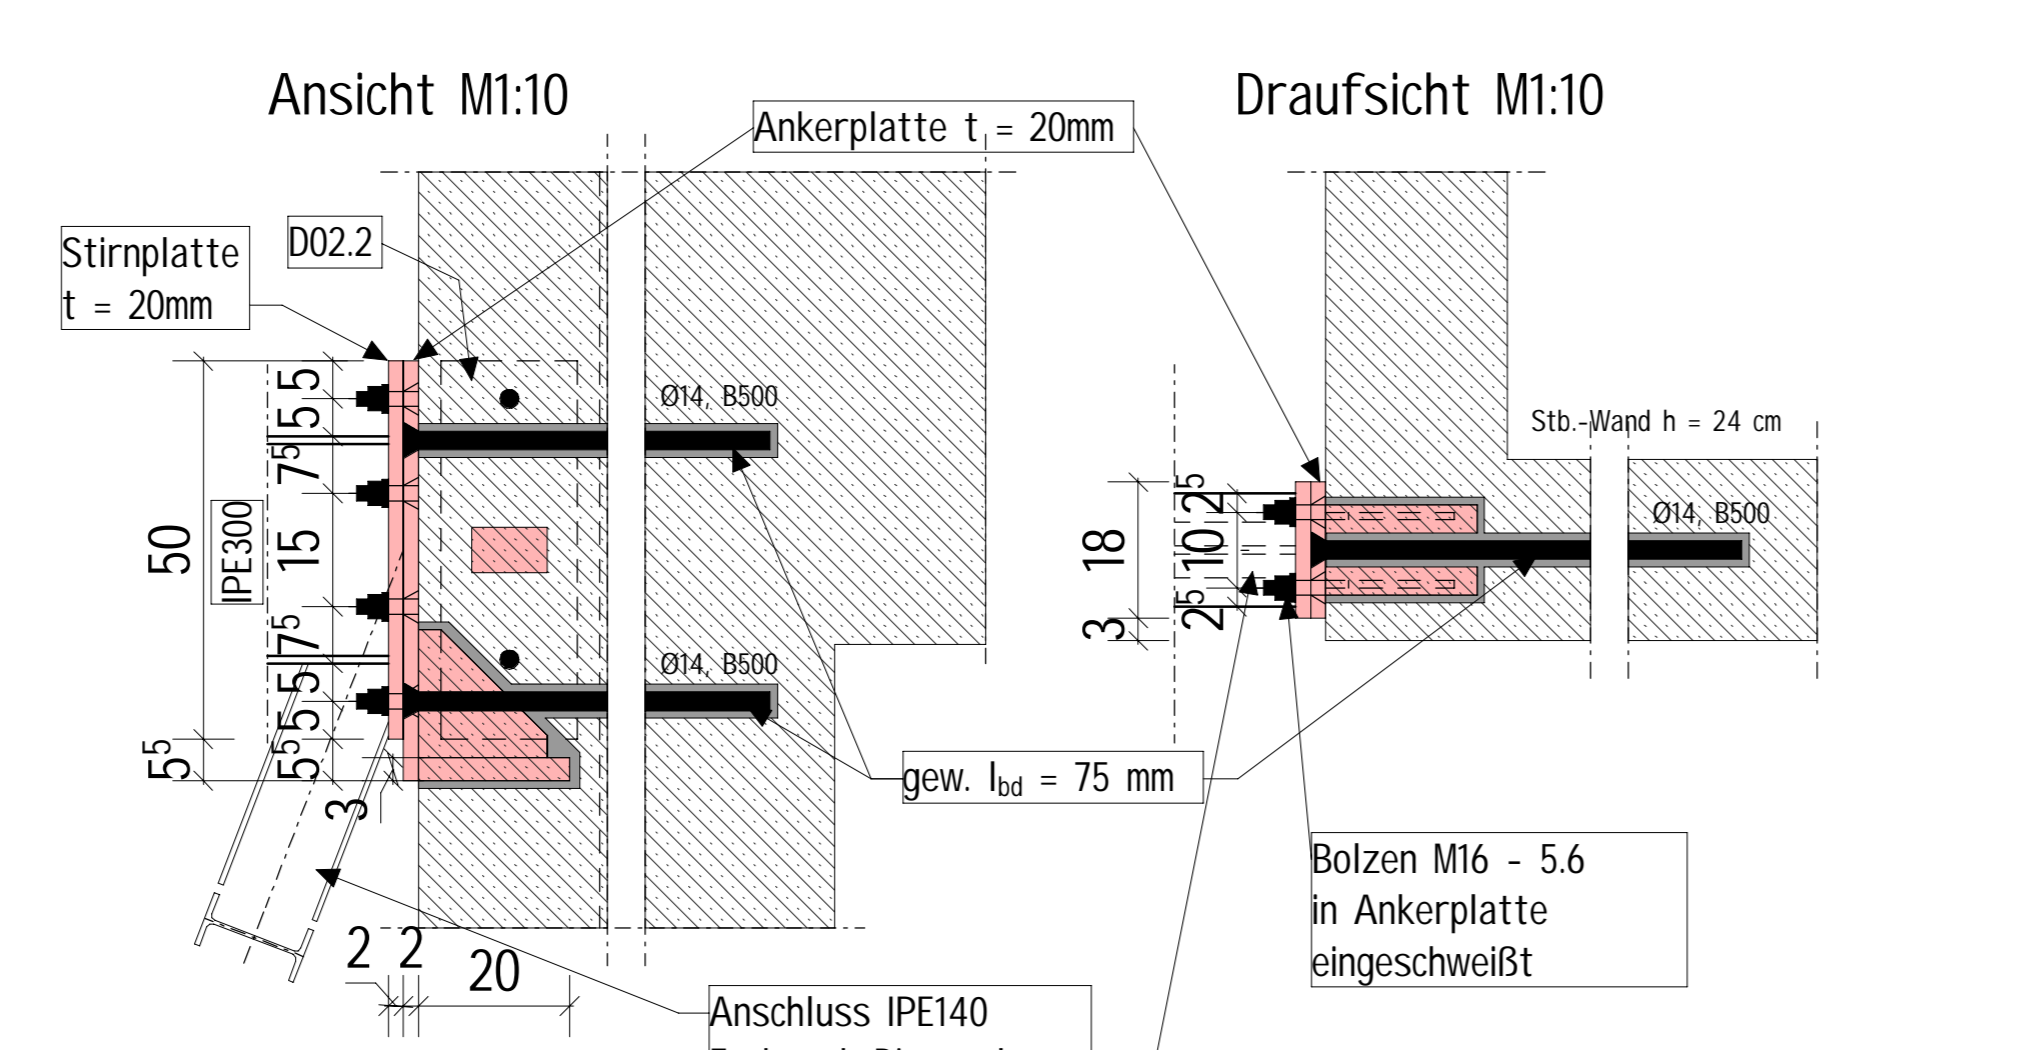 Ansicht M1:10
Draufsicht M1:10
Ankerplatte t = 20mm
D02.2
Stirnplatte
t = 20mm
Ø14, B500
Stb.-Wand h = 24 cm
Ø14, B500
5
5
7⁵
15
7⁵
5
5
5⁵
50
5⁵
IPE300
3
18
3
2⁵
10
2⁵
Ø14, B500
gew. lbd = 75 mm
Bolzen M16 - 5.6
in Ankerplatte
eingeschweißt
2
2
20
Anschluss IPE140